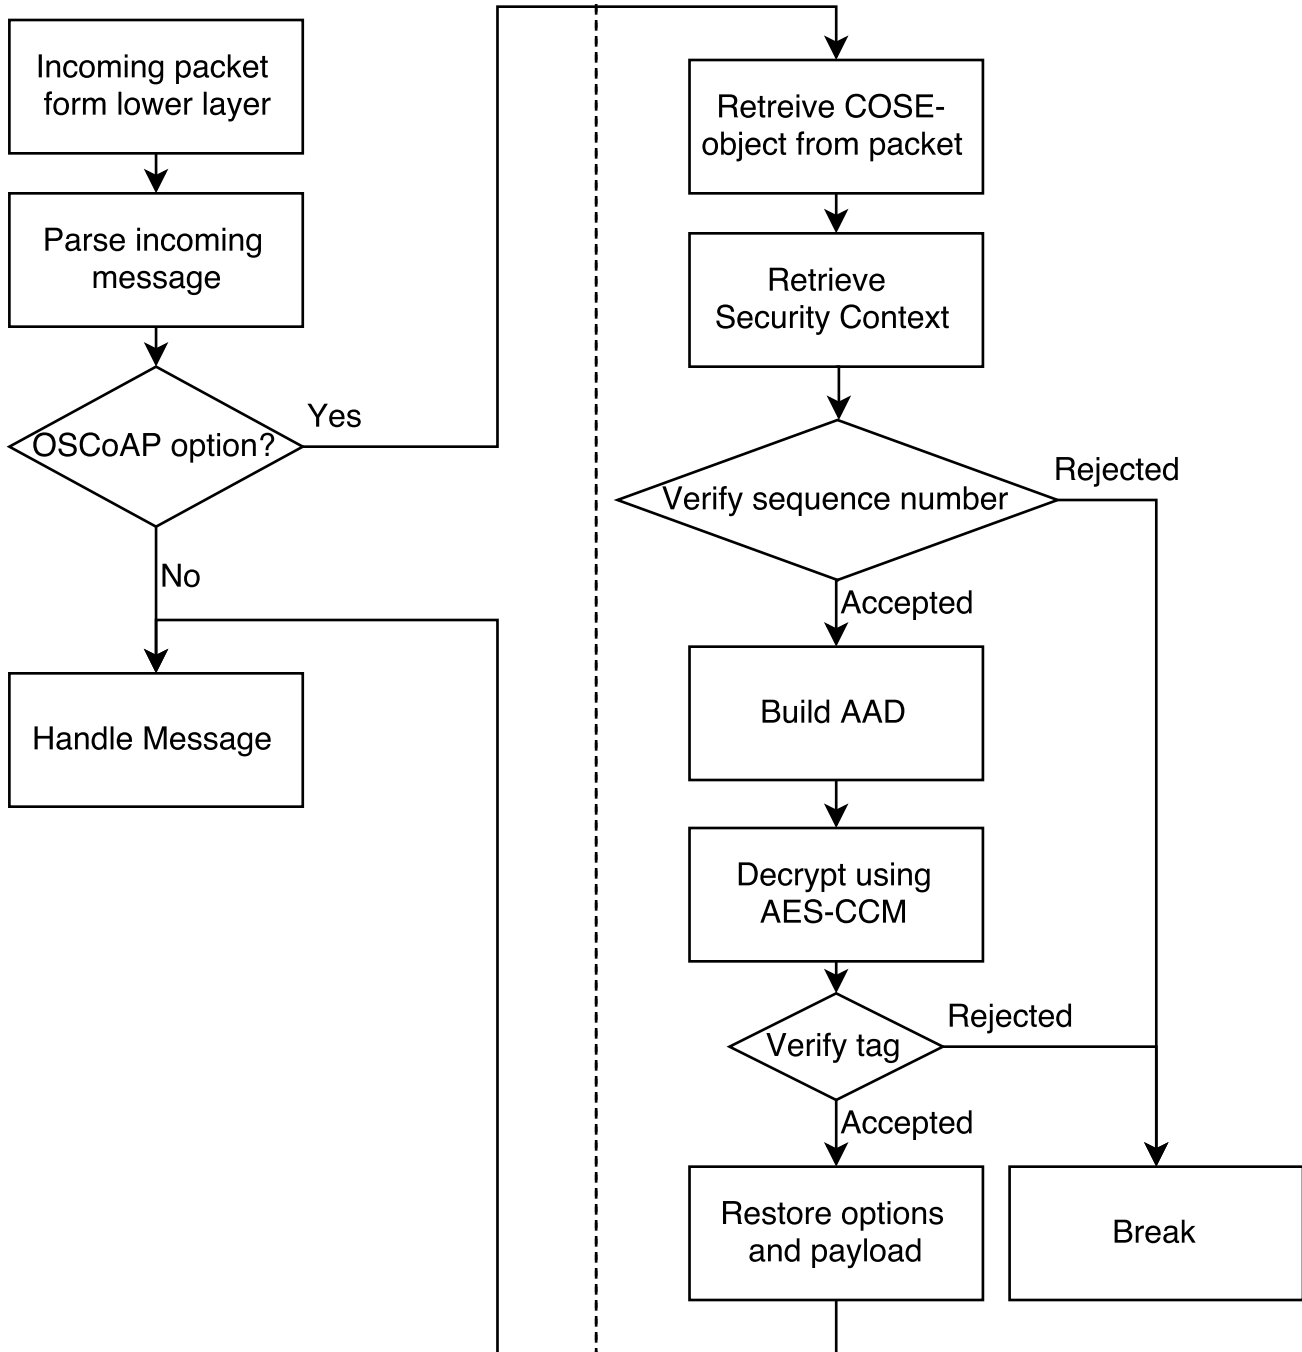 Incoming packet
form lower layer
Parse incoming
message
OSCoAP option?
Yes
No
Handle Message
Retreive COSE-
object from packet
Retrieve
Security Context
Verify sequence number
Rejected
Accepted
Build AAD
Decrypt using
AES-CCM
Verify tag
Rejected
Accepted
Restore options
and payload
Break